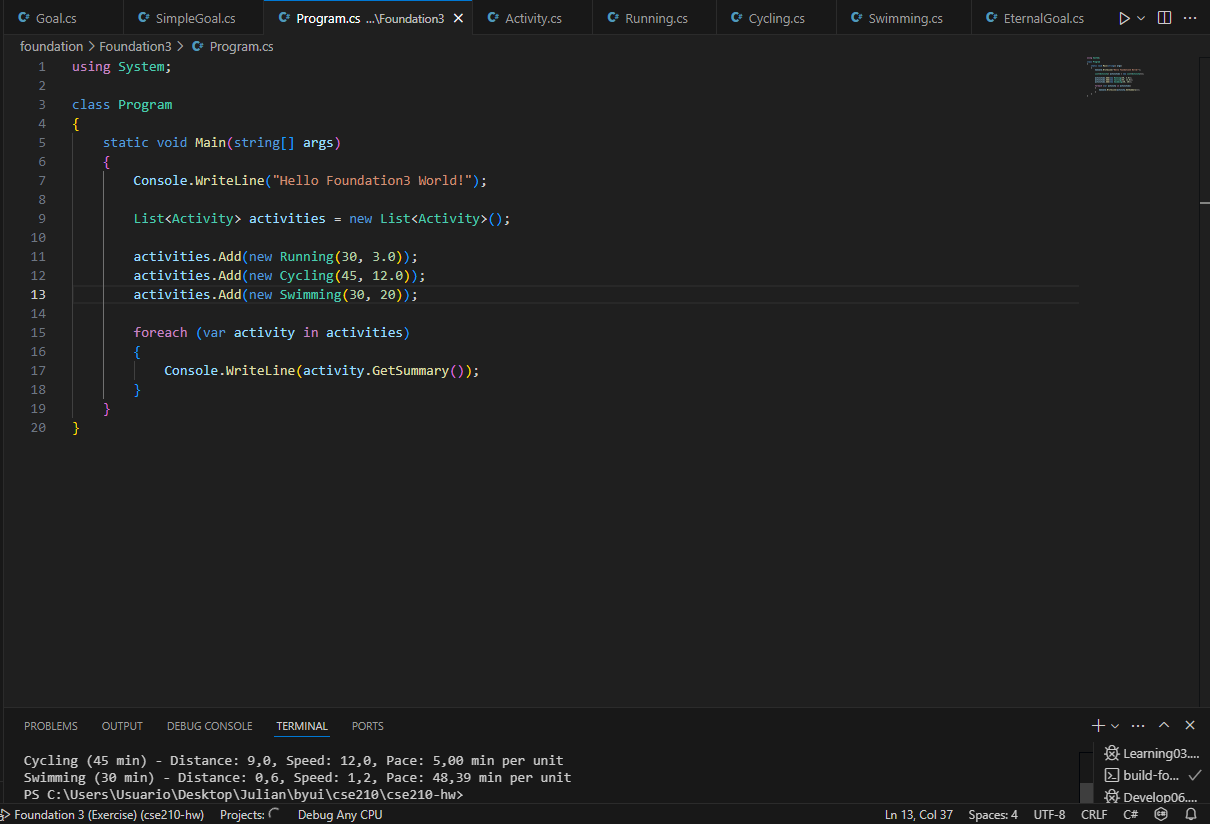 Goal.cs SimpleGoal.cs Program.cs ...\Foundation3 Activity.cs Running.cs Cycling.cs Swimming.cs EternalGoal.cs
foundation > Foundation3 > Program.cs
1 using System;
2
3 class Program
4 {
5 static void Main(string[] args)
6 {
7 Console.WriteLine("Hello Foundation3 World!");
8
9 List<Activity> activities = new List<Activity>();
10
11 activities.Add(new Running(30, 3.0));
12 activities.Add(new Cycling(45, 12.0));
13 activities.Add(new Swimming(30, 20));
14
15 foreach (var activity in activities)
16 {
17 Console.WriteLine(activity.GetSummary());
18 }
19 }
20 }
PROBLEMS OUTPUT DEBUG CONSOLE TERMINAL PORTS
Cycling (45 min) - Distance: 9,0, Speed: 12,0, Pace: 5,00 min per unit
Swimming (30 min) - Distance: 0,6, Speed: 1,2, Pace: 48,39 min per unit
PS C:\Users\Usuario\Desktop\Julian\byui\cse210\cse210-hw>
Learning03....
build-fo...
Develop06....
Foundation 3 (Exercise) (cse210-hw) Projects: Debug Any CPU Ln 13, Col 37 Spaces: 4 UTF-8 CRLF C#